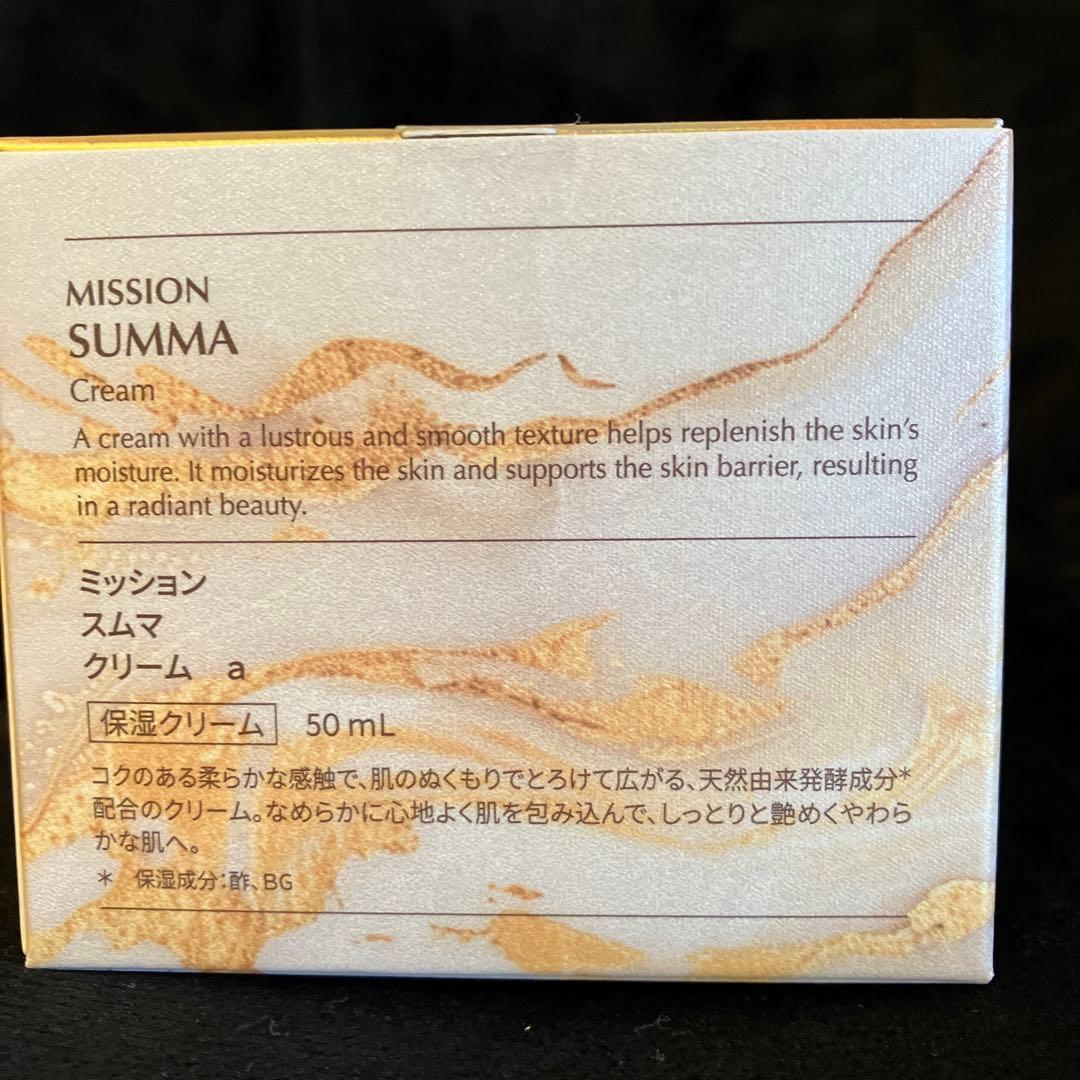 MISSION
SUMMA
Cream
A cream with a lustrous and smooth texture helps replenish the skin's
moisture. It moisturizes the skin and supports the skin barrier, resulting
in a radiant beauty.
ミッション
スムマ
クリーム a
保湿クリーム 50 mL
コクのある柔らかな感触で、肌のぬくもりでとろけて広がる、天然由来発酵成分*
配合のクリーム。なめらかに心地よく肌を包み込んで、しっとりと艶めくやわら
かな肌へ。
* 保湿成分:酢、BG